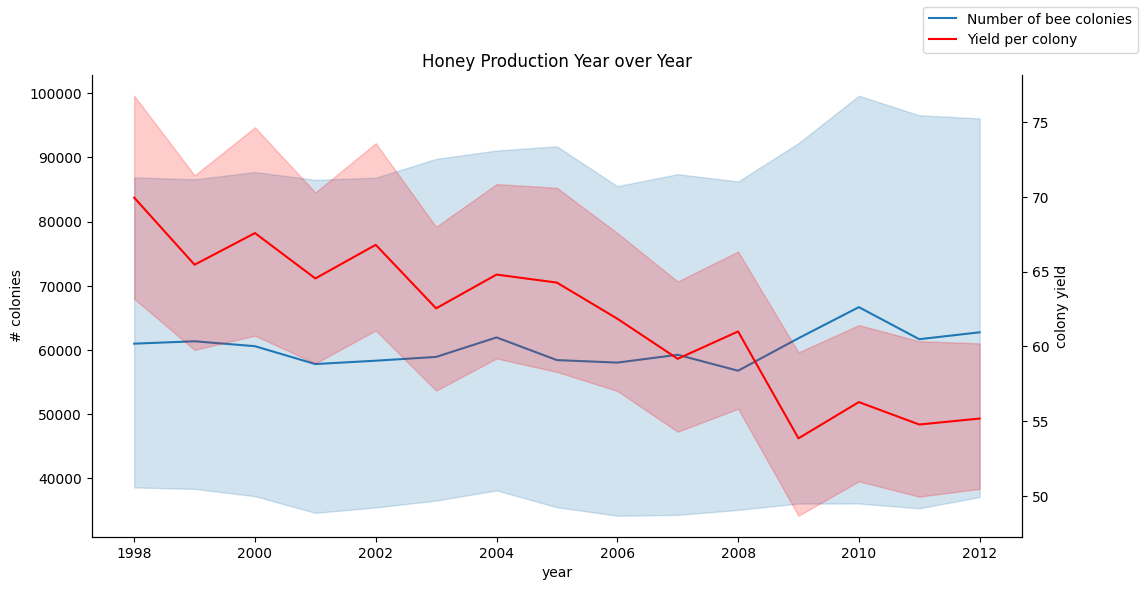 Number of bee colonies
Yield per colony
Honey Production Year over Year
100000
90000
80000
70000
60000
50000
40000
# colonies
75
70
65
60
55
50
colony yield
1998 2000 2002 2004 2006 2008 2010 2012
year